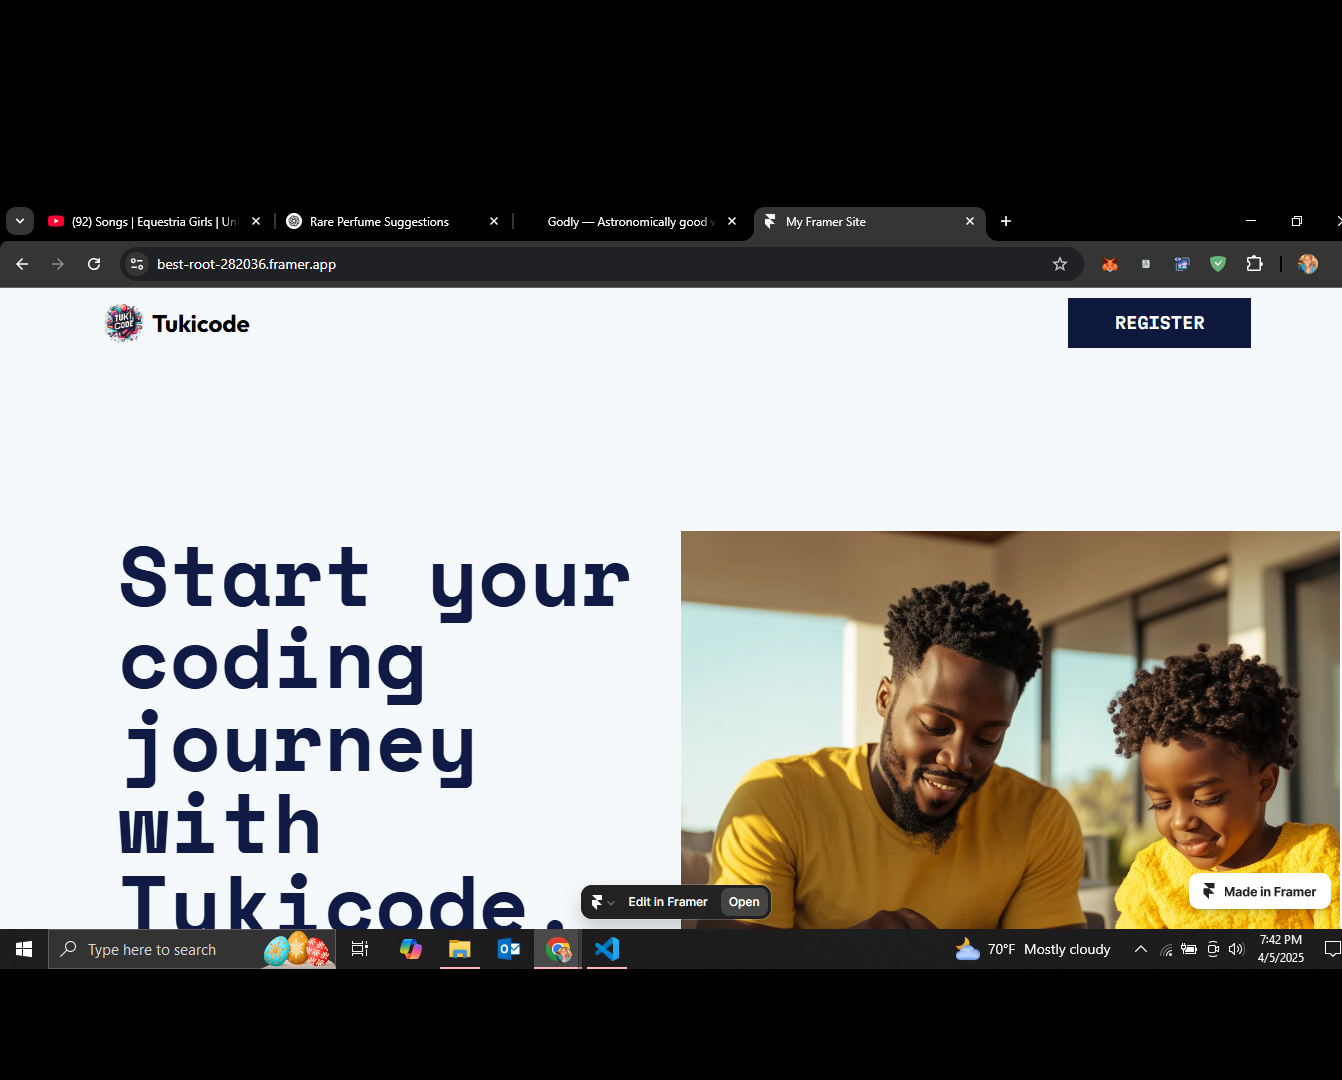 (92) Songs | Equestria Girls | Un
Rare Perfume Suggestions
Godly — Astronomically good
My Framer Site
best-root-282036.framer.app
TUKI
CODE
Tukicode
REGISTER
Start your
coding
journey
with
Tukicode.
Edit in Framer
Open
Made in Framer
Type here to search
70°F Mostly cloudy
7:42 PM
4/5/2025